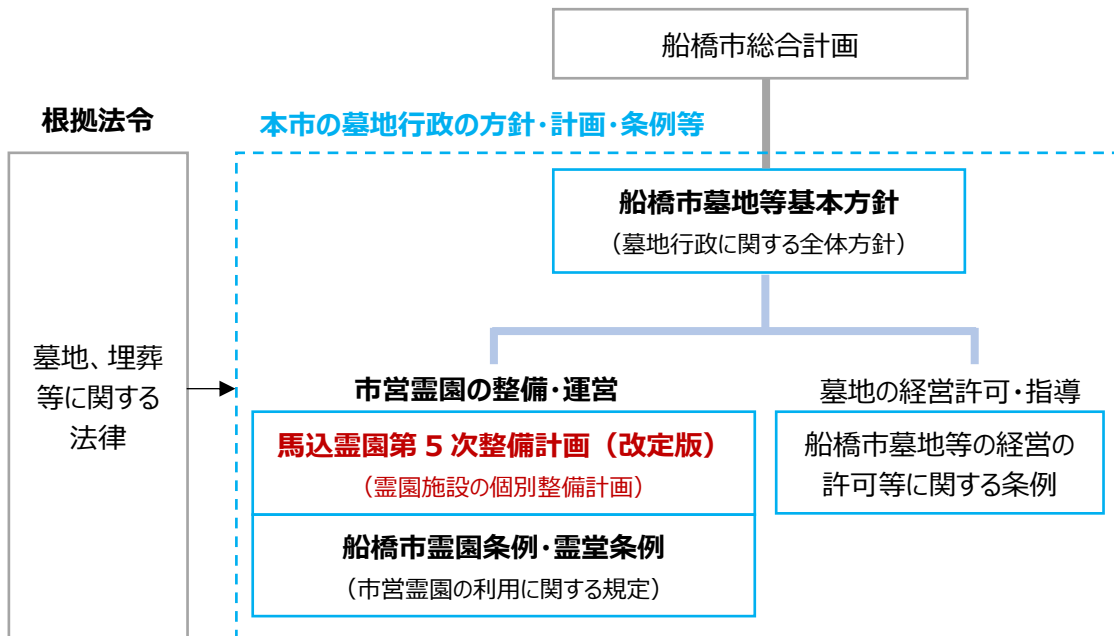 船橋市総合計画
根拠法令
本市の墓地行政の方針・計画・条例等
船橋市墓地等基本方針
（墓地行政に関する全体方針）
墓地、埋葬
等に関する
法律
市営霊園の整備・運営
馬込霊園第 5 次整備計画（改定版）
（霊園施設の個別整備計画）
船橋市霊園条例・霊堂条例
（市営霊園の利用に関する規定）
墓地の経営許可・指導
船橋市墓地等の経営の
許可等に関する条例